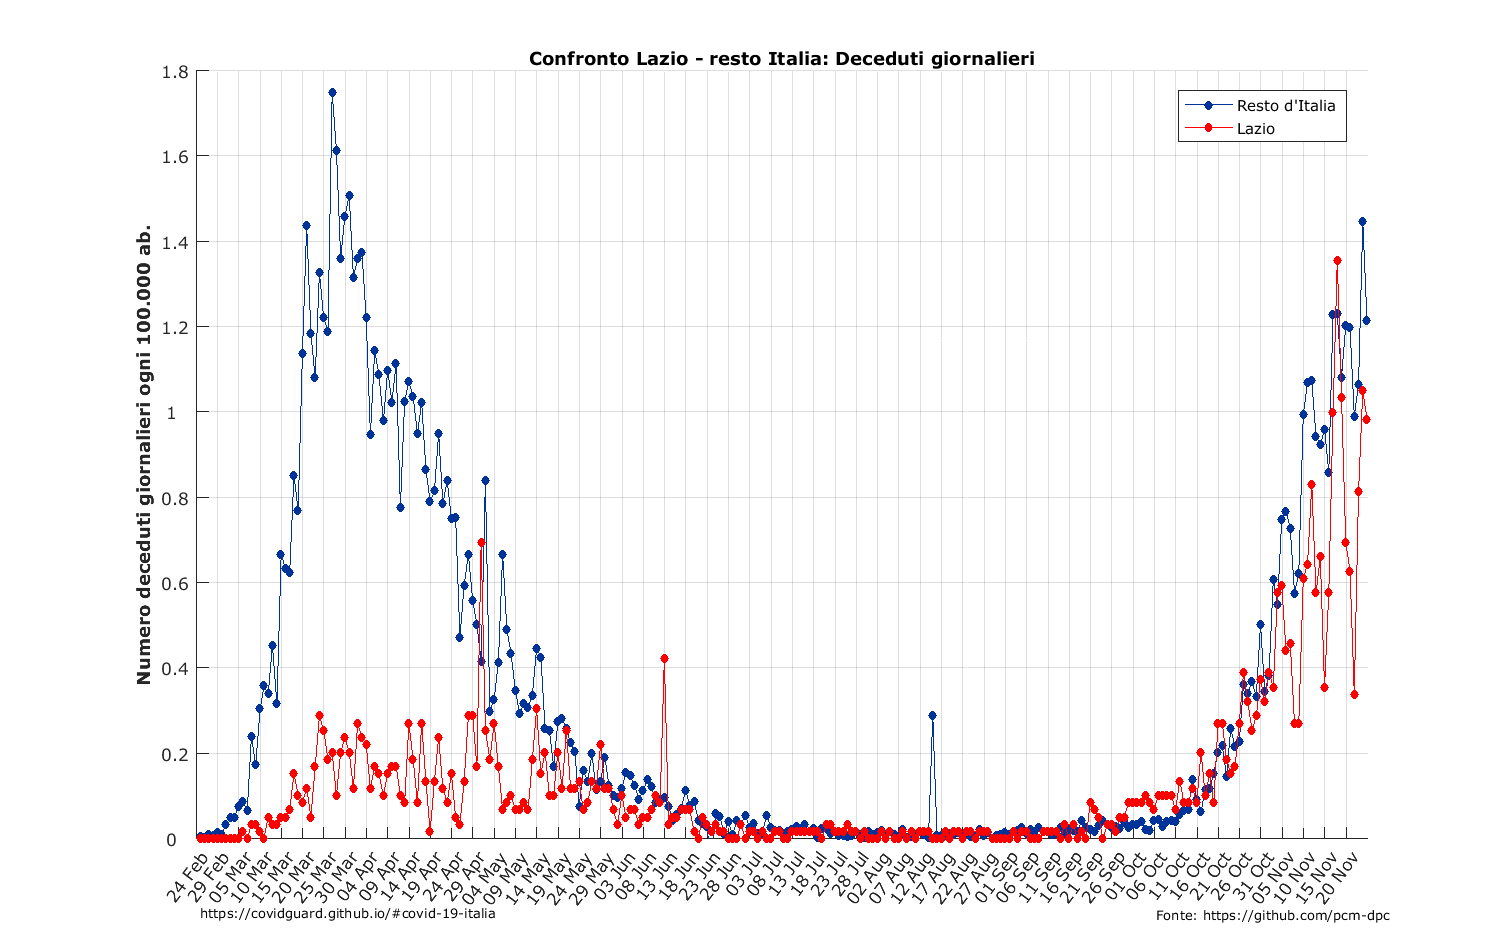 Confronto Lazio - resto Italia: Deceduti giornalieri
Resto d'Italia
Lazio
Numero deceduti giornalieri ogni 100.000 ab.
1.8
1.6
1.4
1.2
1
0.8
0.6
0.4
0.2
0
24 Feb
29 Feb
05 Mar
10 Mar
15 Mar
20 Mar
25 Mar
30 Mar
04 Apr
09 Apr
14 Apr
19 Apr
24 Apr
29 Apr
04 May
09 May
14 May
19 May
24 May
29 May
03 Jun
08 Jun
13 Jun
18 Jun
23 Jun
28 Jun
03 Jul
08 Jul
13 Jul
18 Jul
23 Jul
28 Jul
02 Aug
07 Aug
12 Aug
17 Aug
22 Aug
27 Aug
01 Sep
06 Sep
11 Sep
16 Sep
21 Sep
26 Sep
01 Oct
06 Oct
11 Oct
16 Oct
21 Oct
26 Oct
31 Oct
05 Nov
10 Nov
15 Nov
20 Nov
https://covidguard.github.io/#covid-19-italia
Fonte: https://github.com/pcm-dpc